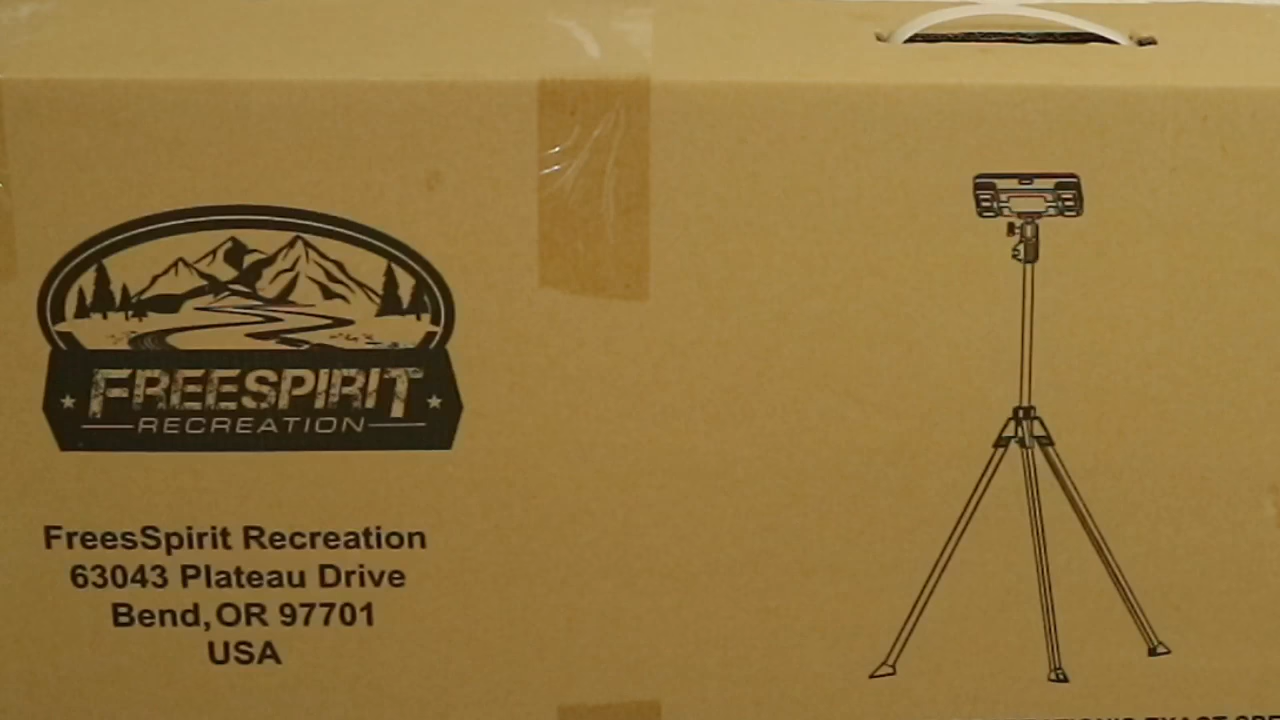 FREESPIRIT
RECREATION
FreesSpirit Recreation
63043 Plateau Drive
Bend,OR 97701
USA